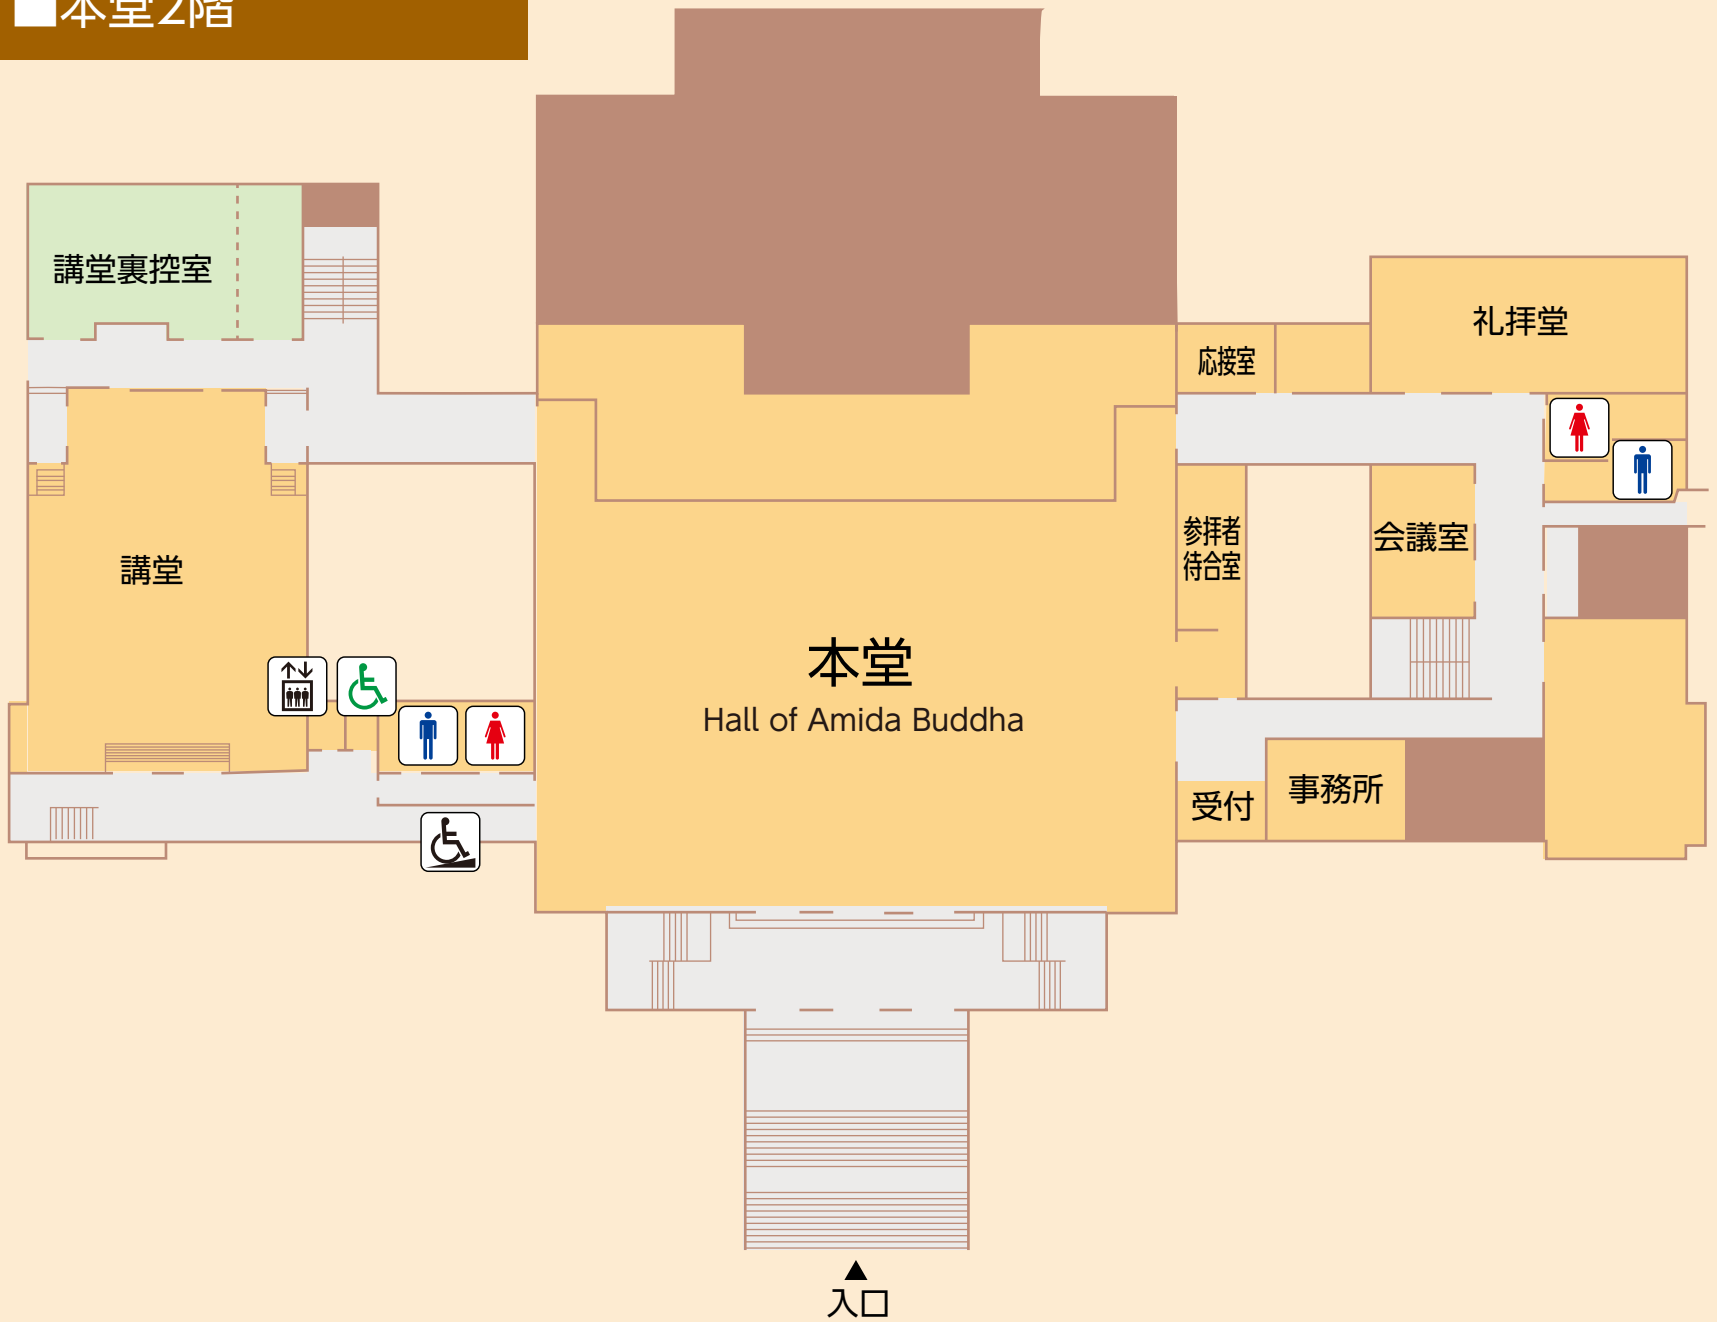 ■本堂2階
講堂裏控室
礼拝堂
応接室
参拝者
待合室
会議室
講堂
本堂
Hall of Amida Buddha
事務所
受付
▲
入口